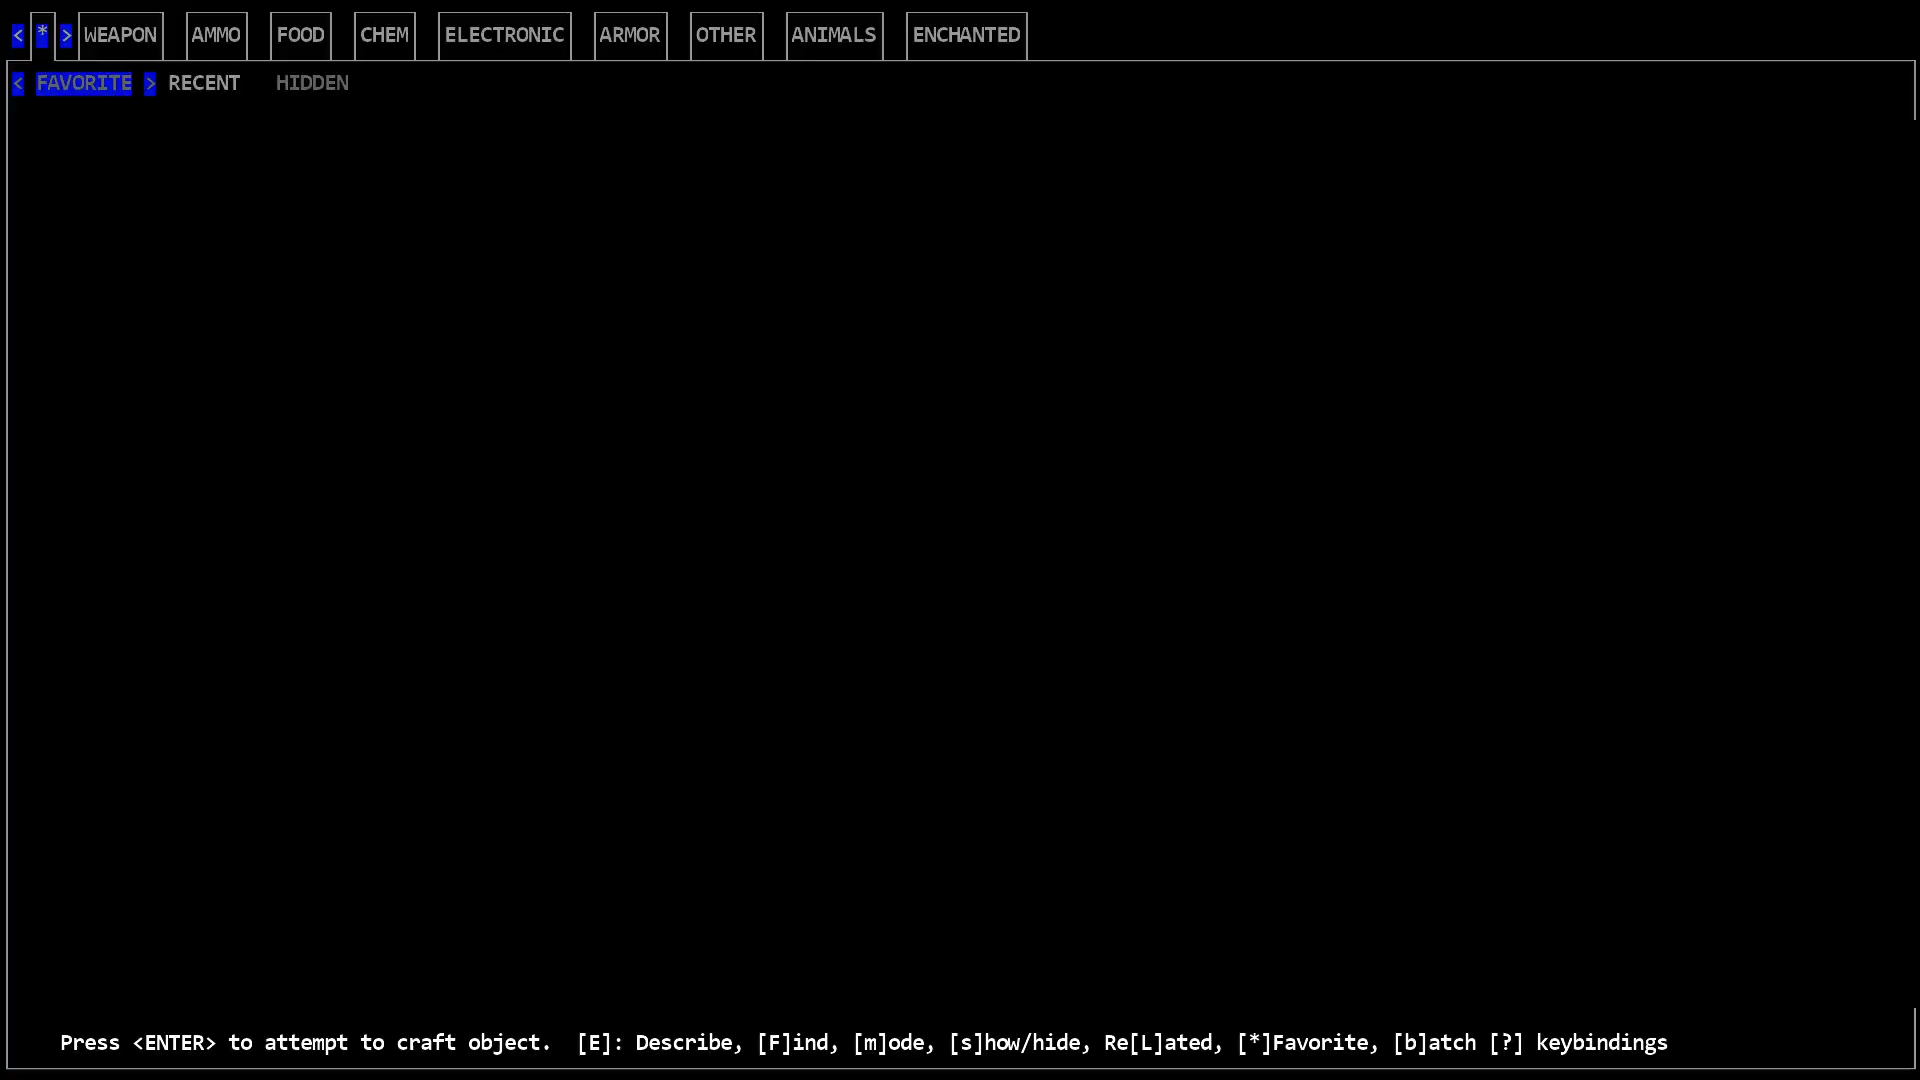 < * > WEAPON AMMO FOOD CHEM ELECTRONIC ARMOR OTHER ANIMALS ENCHANTED
< FAVORITE > RECENT HIDDEN
Press <ENTER> to attempt to craft object. [E]: Describe, [F]ind, [m]ode, [s]how/hide, Re[L]ated, [*]Favorite, [b]atch [?] keybindings